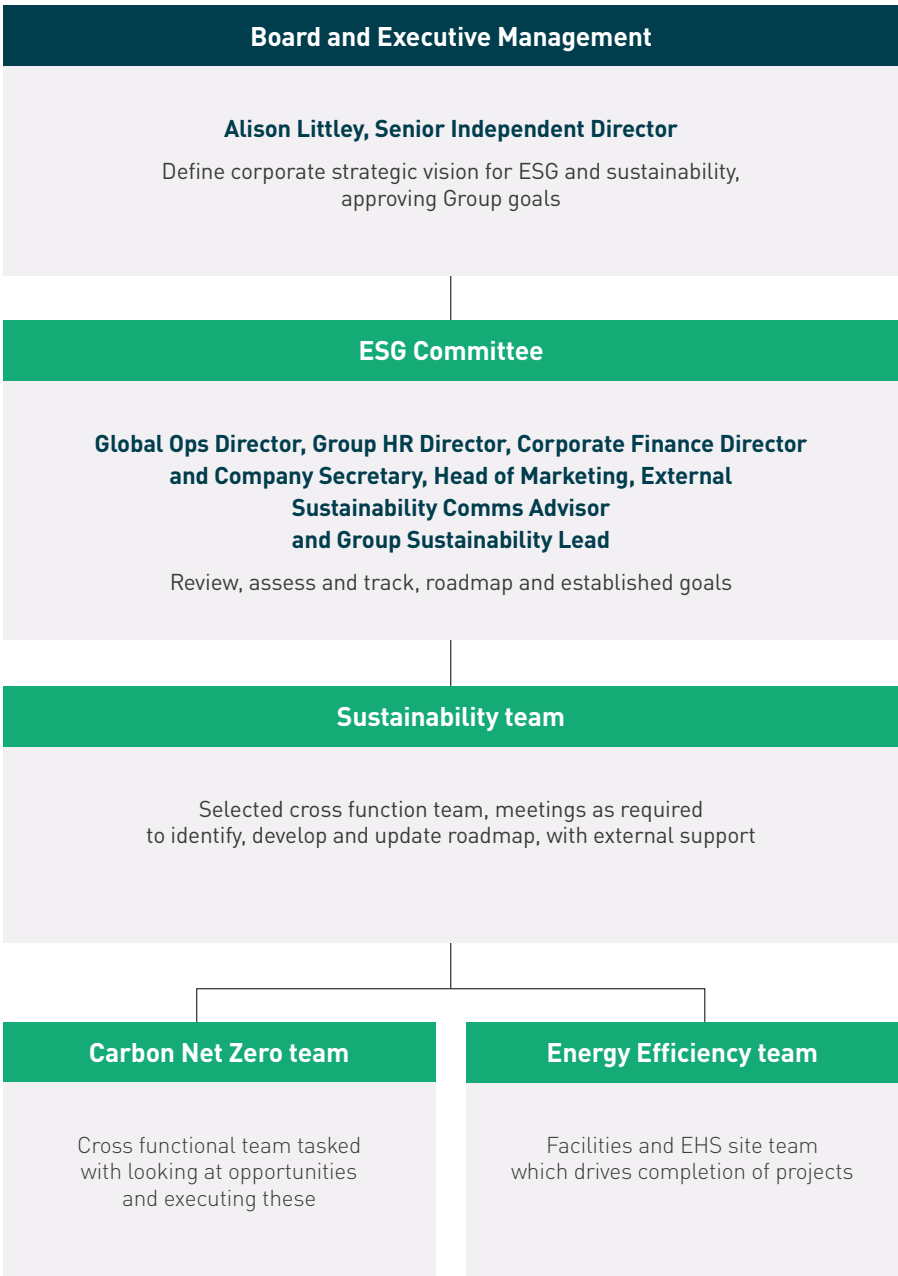 Board and Executive Management
Alison Littley, Senior Independent Director
Define corporate strategic vision for ESG and sustainability,
approving Group goals
ESG Committee
Global Ops Director, Group HR Director, Corporate Finance Director
and Company Secretary, Head of Marketing, External
Sustainability Comms Advisor
and Group Sustainability Lead
Review, assess and track, roadmap and established goals
Sustainability team
Selected cross function team, meetings as required
to identify, develop and update roadmap, with external support
Carbon Net Zero team
Cross functional team tasked
with looking at opportunities
and executing these
Energy Efficiency team
Facilities and EHS site team
which drives completion of projects